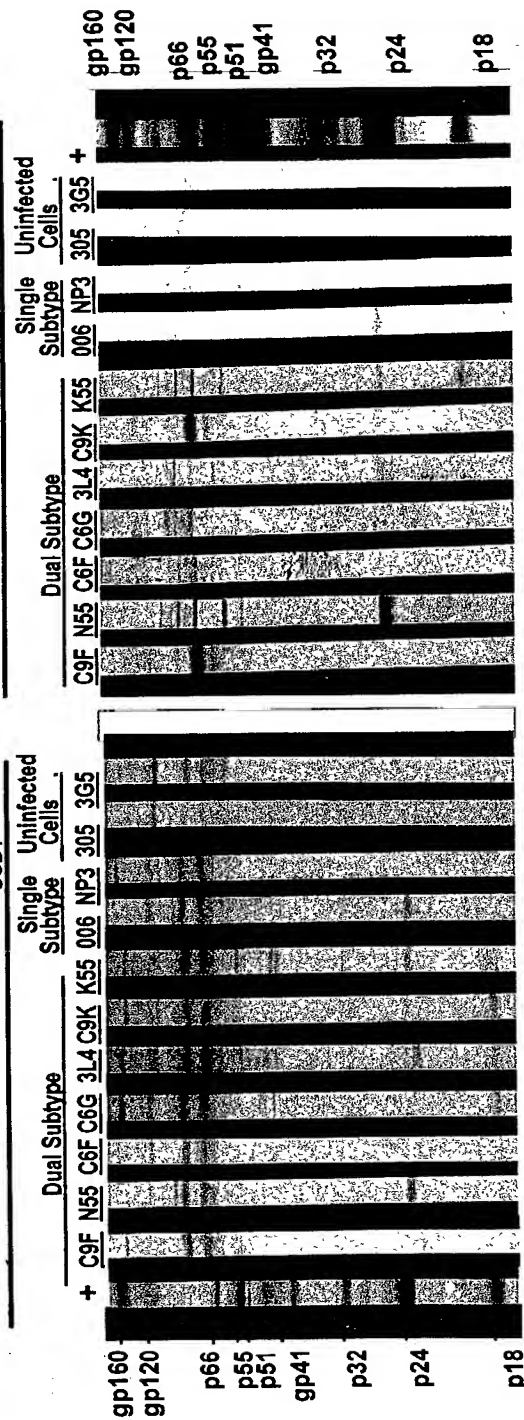 Dual Subtype
Single Subtype
Uninfected Cells
+ C9F N55 C6F C6G 3L4 C9K K55 006 NP3 305 3G5
gp160
gp120
p66
p55
p51
gp41
p32
p24
p18
Dual Subtype
Single Subtype
Uninfected Cells
C9F N55 C6F C6G 3L4 C9K K55 006 NP3 305 3G5 +
gp160
gp120
p66
p55
p51
gp41
p32
p24
p18